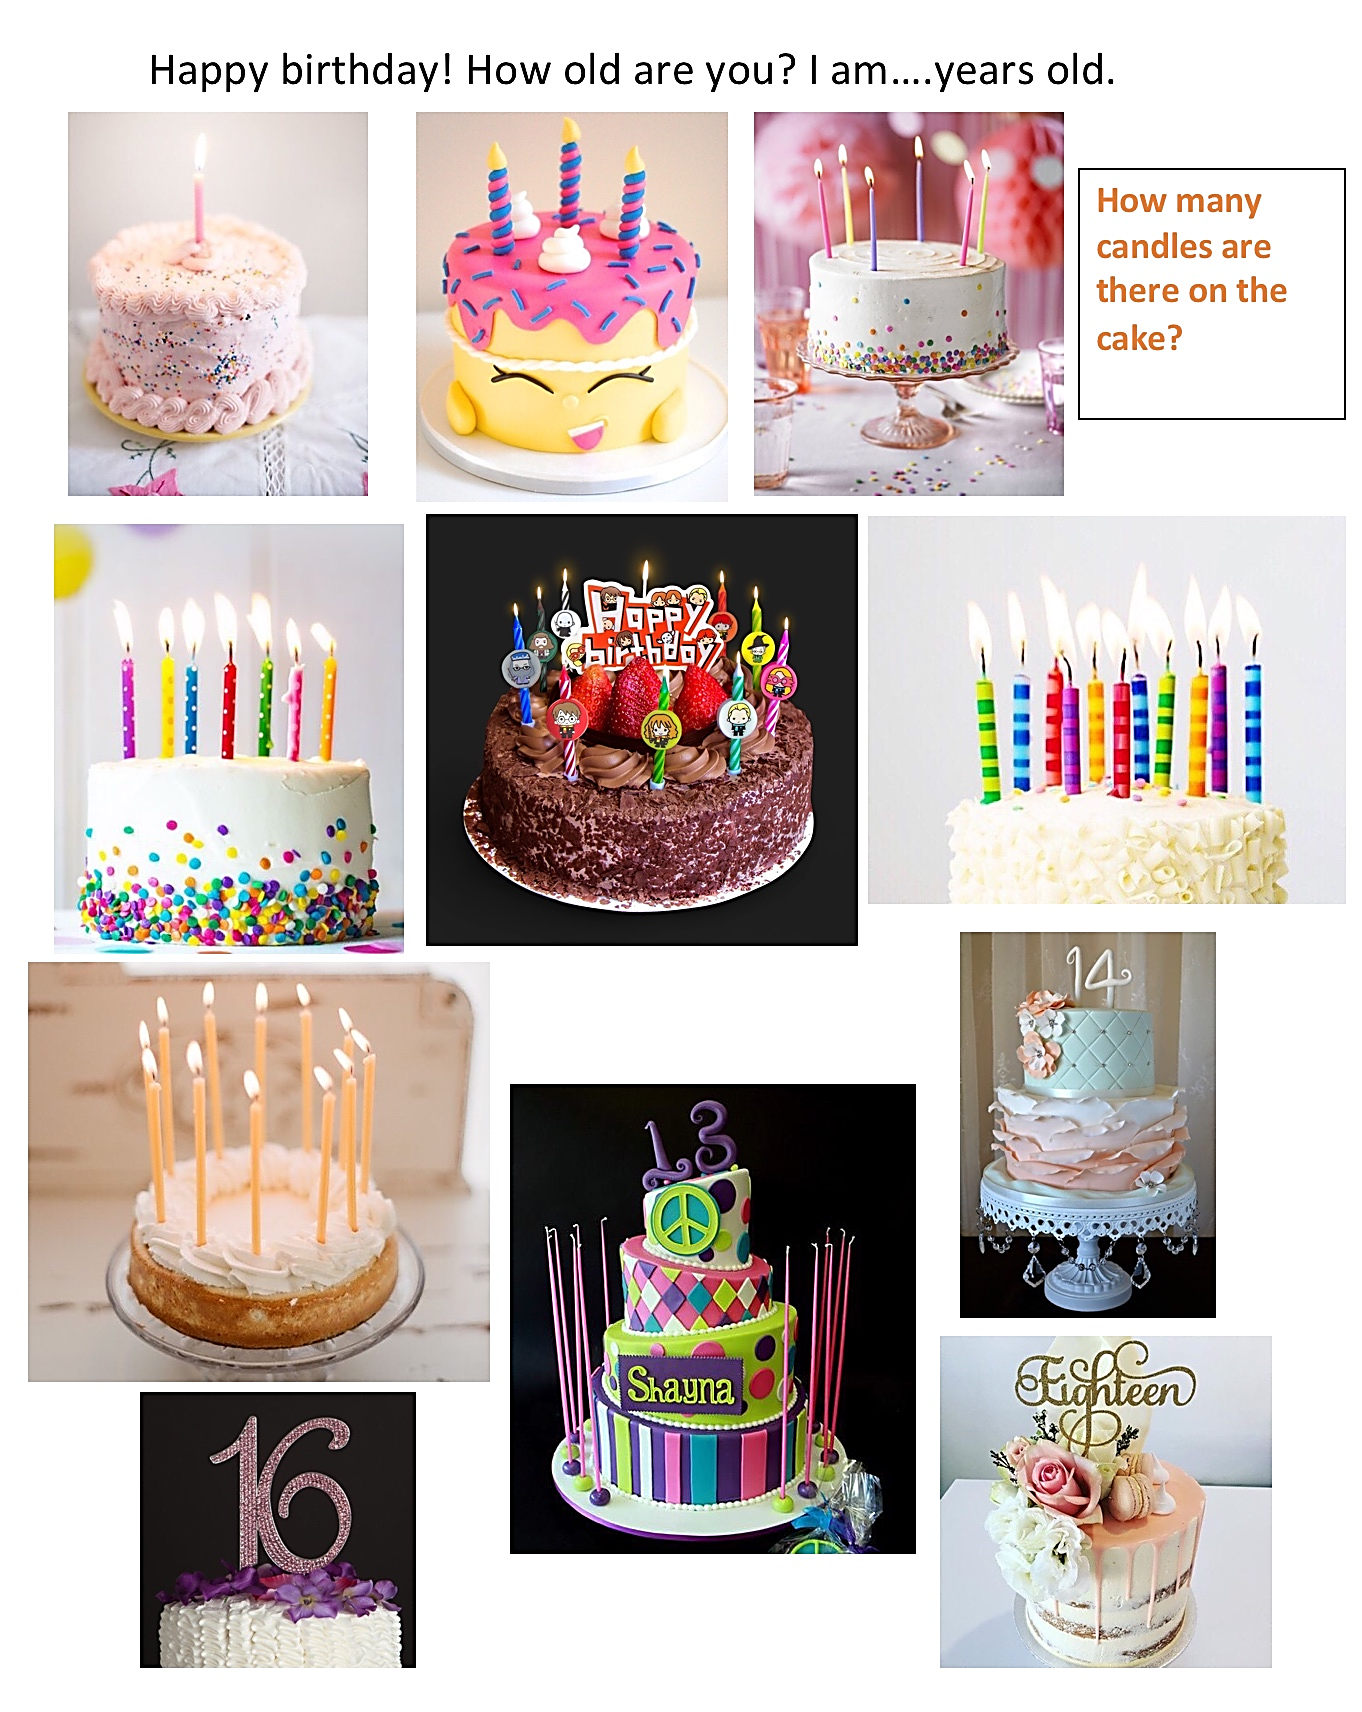 Happy birthday! How old are you? I am....years old.
How many
candles are
there on the
cake?
Happy
birthday
14
13
Shayna
16
Eighteen